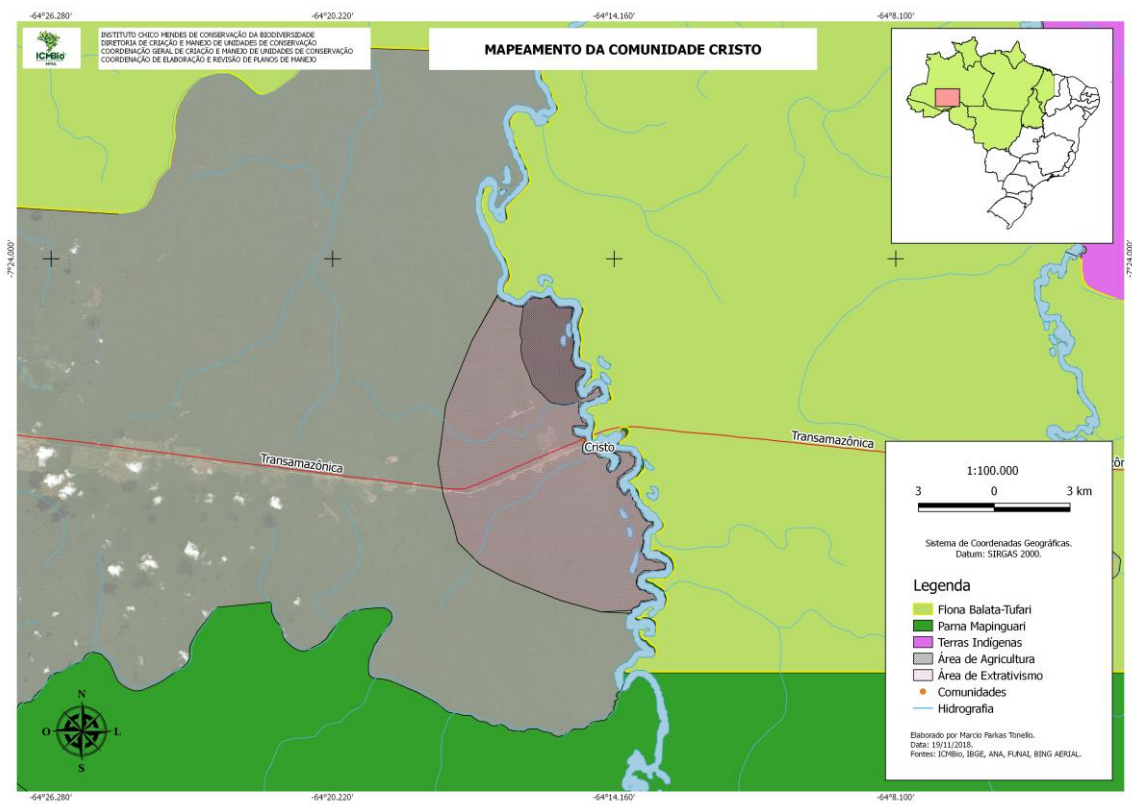 -64°26.280'
-64°20.220'
-64°14.160'
-64°8.100'
ICMBio
MMA
INSTITUTO CHICO MENDES DE CONSERVAÇÃO DA BIODIVERSIDADE
DIRETORIA DE CRIAÇÃO E MANEJO DE UNIDADES DE CONSERVAÇÃO
COORDENAÇÃO GERAL DE CRIAÇÃO E MANEJO DE UNIDADES DE CONSERVAÇÃO
COORDENAÇÃO DE ELABORAÇÃO E REVISÃO DE PLANOS DE MANEJO
MAPEAMENTO DA COMUNIDADE CRISTO
-7°24.000'
-7°24.000'
Cristo
Transamazônica
Transamazônica
1:100.000
3 0 3 km
Sistema de Coordenadas Geográficas.
Datum: SIRGAS 2000.
Legenda
Flona Balata-Tufari
Parna Mapinguari
Terras Indígenas
Área de Agricultura
Área de Extrativismo
Comunidades
Hidrografia
Elaborado por Marcio Farkas Tonello.
Data: 19/11/2018.
Fontes: ICMBio, IBGE, ANA, FUNAI, BING AERIAL.
N
O
L
S
-64°26.280'
-64°20.220'
-64°14.160'
-64°8.100'